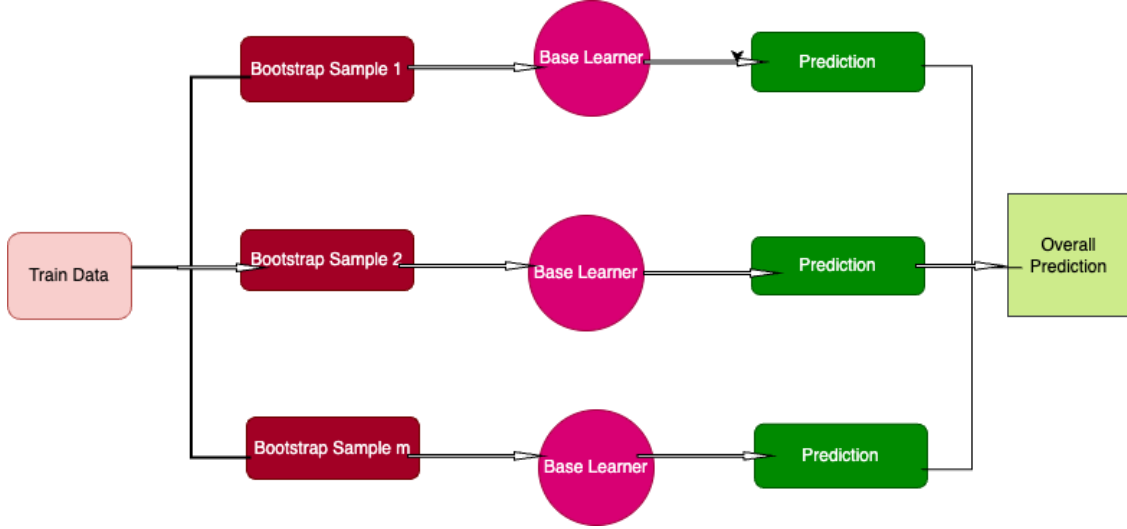 Bootstrap Sample 1
Base Learner
Prediction
Train Data
Bootstrap Sample 2
Base Learner
Prediction
Overall
Prediction
Bootstrap Sample m
Base Learner
Prediction